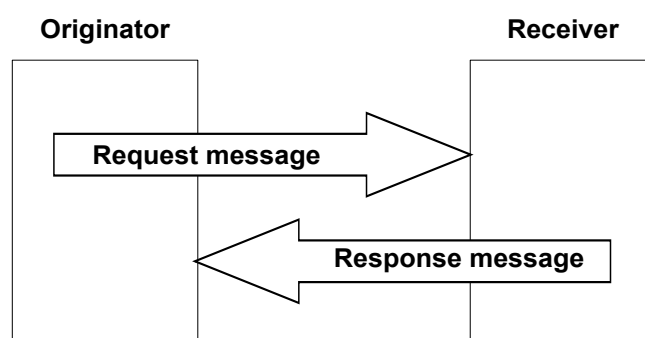 Originator
Receiver
Request message
Response message